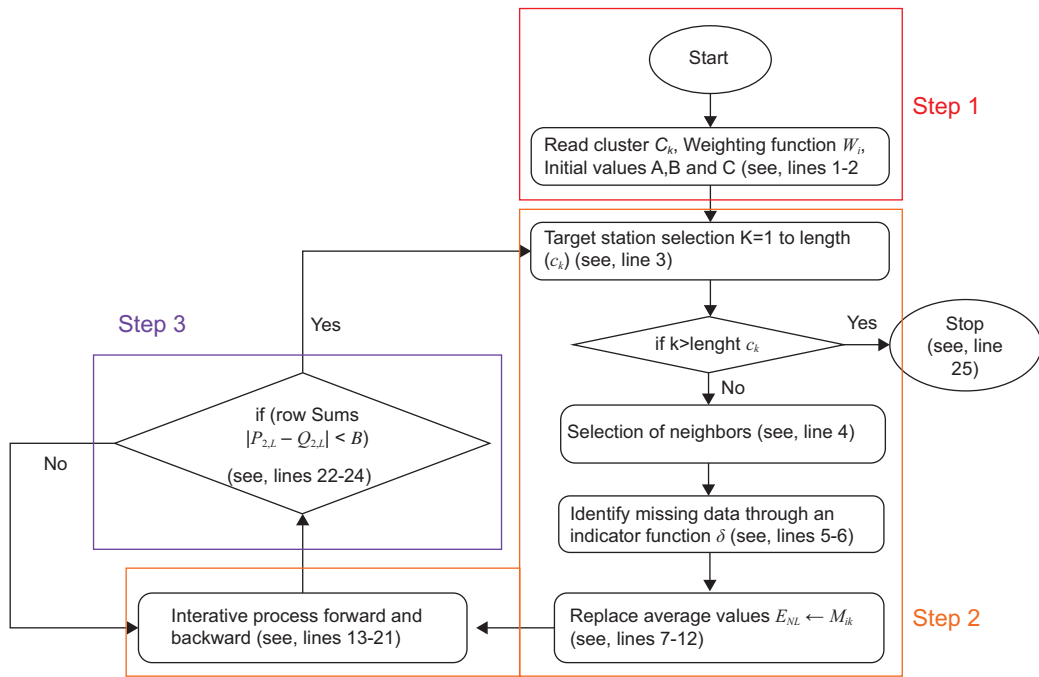 Start
Step 1
Read cluster Cₖ, Weighting function Wᵢ,
Initial values A,B and C (see, lines 1-2
Target station selection K=1 to length
(cₖ) (see, line 3)
if k>lenght cₖ
Yes
Stop
(see, line
25)
No
Selection of neighbors (see, line 4)
Identify missing data through an
indicator function δ (see, lines 5-6)
Replace average values E_NL ← M_ik
(see, lines 7-12)
Step 2
Interative process forward and
backward (see, lines 13-21)
Step 3
if (row Sums
|P₂,L − Q₂,L| < B)
(see, lines 22-24)
Yes
No